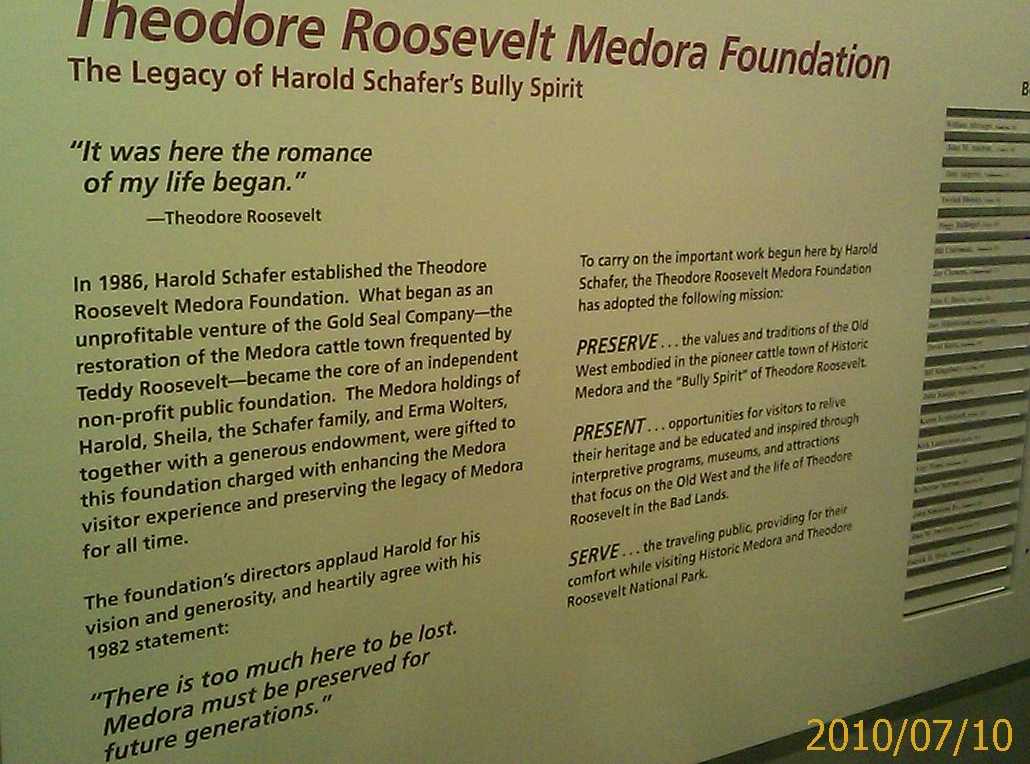 Theodore Roosevelt Medora Foundation
The Legacy of Harold Schafer's Bully Spirit
"It was here the romance
of my life began."
—Theodore Roosevelt
In 1986, Harold Schafer established the Theodore
Roosevelt Medora Foundation. What began as an
unprofitable venture of the Gold Seal Company—the
restoration of the Medora cattle town frequented by
Teddy Roosevelt—became the core of an independent
non-profit public foundation. The Medora holdings of
Harold, Sheila, the Schafer family, and Erma Wolters,
together with a generous endowment, were gifted to
this foundation charged with enhancing the Medora
visitor experience and preserving the legacy of Medora
for all time.
The foundation's directors applaud Harold for his
vision and generosity, and heartily agree with his
1982 statement:
"There is too much here to be lost.
Medora must be preserved for
future generations."
To carry on the important work begun here by Harold
Schafer, the Theodore Roosevelt Medora Foundation
has adopted the following mission:
PRESERVE . . . the values and traditions of the Old
West embodied in the pioneer cattle town of Historic
Medora and the "Bully Spirit" of Theodore Roosevelt.
PRESENT . . . opportunities for visitors to relive
their heritage and be educated and inspired through
interpretive programs, museums, and attractions
that focus on the Old West and the life of Theodore
Roosevelt in the Bad Lands.
SERVE . . . the traveling public, providing for their
comfort while visiting Historic Medora and Theodore
Roosevelt National Park.
2010/07/10